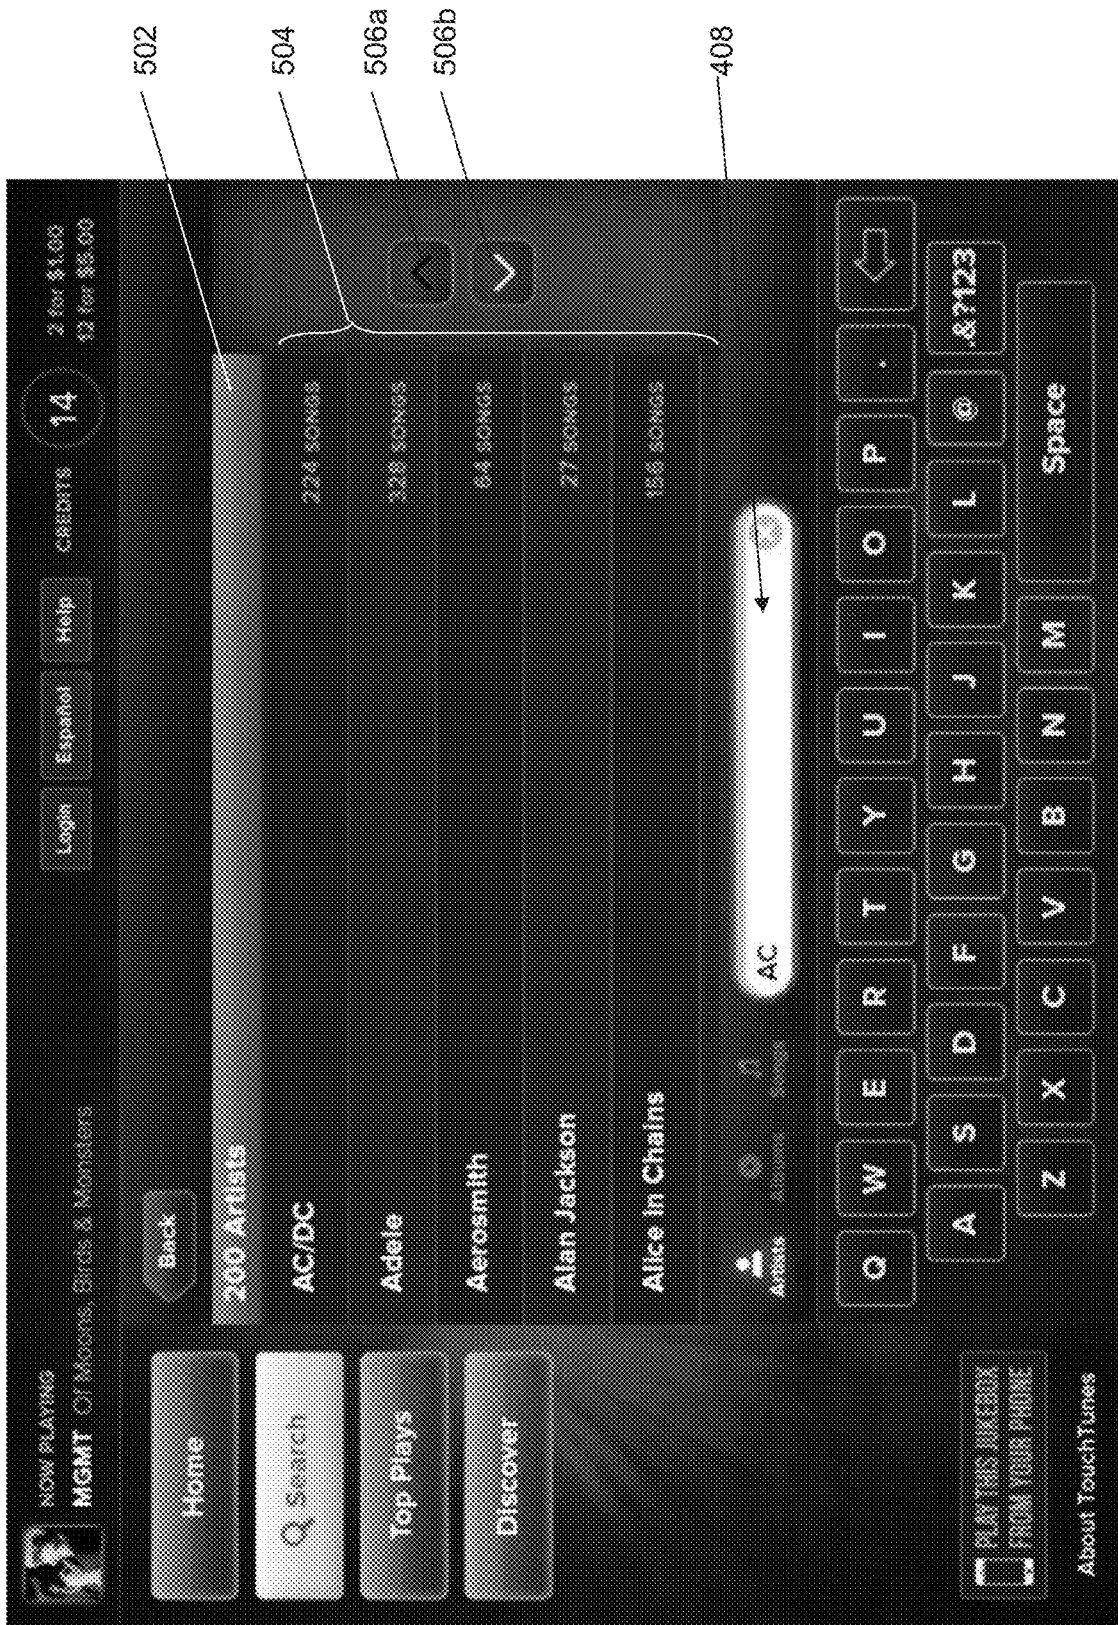 NOW PLAYING
MGMT Of Moons, Birds & Monsters
Login
Español
Help
CREDITS
14
2 for $1.00
12 for $5.00
Home
Search
Top Plays
Discover
Back
200 Artists
AC/DC
224 SONGS
Adele
328 SONGS
Aerosmith
64 SONGS
Alan Jackson
27 SONGS
Alice In Chains
156 SONGS
Artists
Albums
Songs
AC
Q W E R T Y U I O P .
A S D F G H J K L @ .&?123
Z X C V B N M Space
PLAY THIS JUKEBOX
FROM YOUR PHONE
About TouchTunes
502
504
506a
506b
408